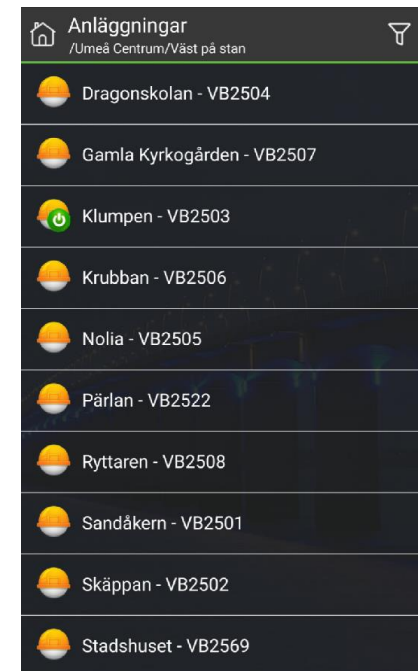 Anläggningar
/Umeå Centrum/Väst på stan
Dragonskolan - VB2504
Gamla Kyrkogården - VB2507
Klumpen - VB2503
Krubban - VB2506
Nolia - VB2505
Pärlan - VB2522
Ryttaren - VB2508
Sandåkern - VB2501
Skäppan - VB2502
Stadshuset - VB2569